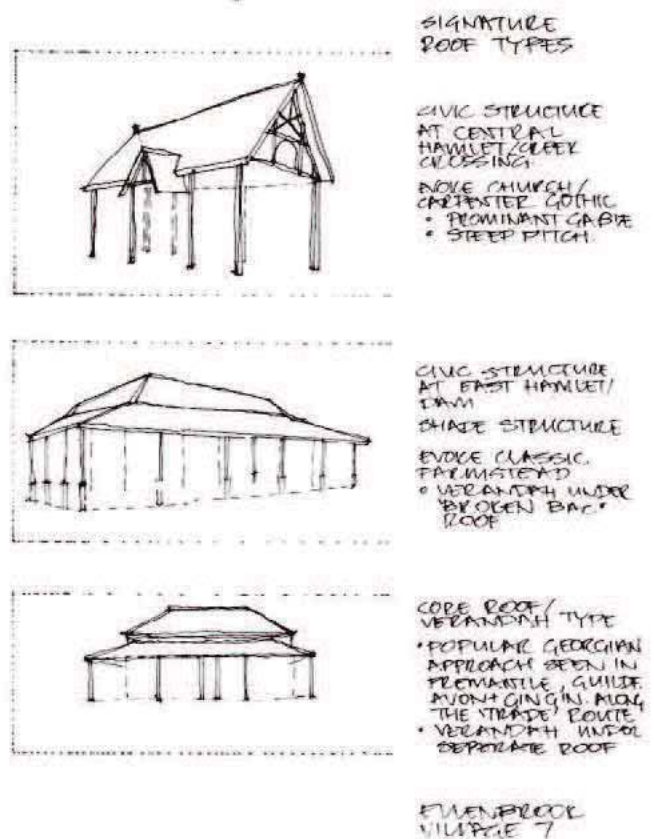 SIGNATURE
ROOF TYPES
CIVIC STRUCTURE
AT CENTRAL
HAMLET/CREEK
CROSSING
EVOKE CHURCH/
CARPENTER GOTHIC
• PROMINANT GABLE
• STEEP PITCH
CIVIC STRUCTURE
AT EAST HAMLET/
DAM
SHADE STRUCTURE
EVOKE CLASSIC
FARMSTEAD
• VERANDAH UNDER
'BROKEN BAC'
ROOF
CORE ROOF/
VERANDAH TYPE
• POPULAR GEORGIAN
APPROACH SEEN IN
FREMANTLE, GUILDF.
AVON + GINGIN. ALONG
THE 'TRADE' ROUTE
• VERANDAH UNDER
SEPERATE ROOF
ELLENBROOK
VILLAGE 7